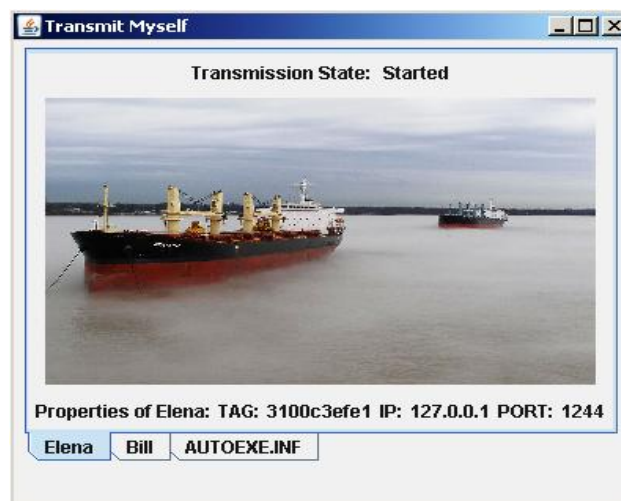 Transmit Myself
Transmission State: Started
Properties of Elena: TAG: 3100c3efe1 IP: 127.0.0.1 PORT: 1244
Elena Bill AUTOEXE.INF